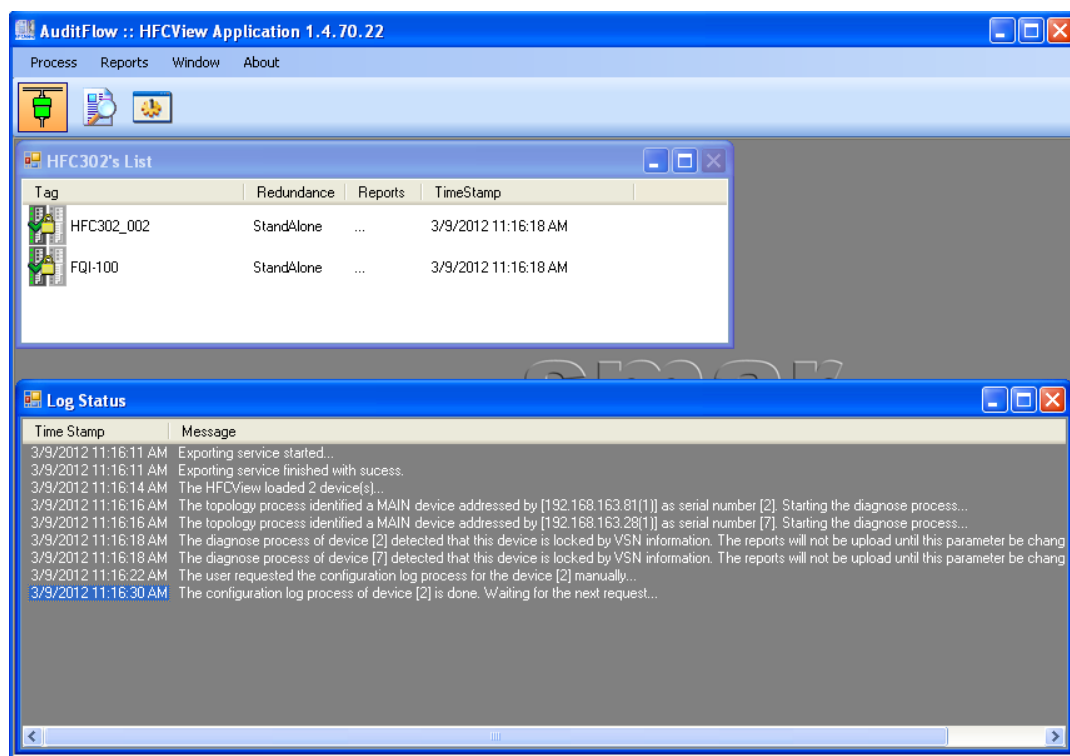 AuditFlow :: HFCView Application 1.4.70.22
Process Reports Window About
HFC302's List
Tag Redundance Reports TimeStamp
HFC302_002 StandAlone ... 3/9/2012 11:16:18 AM
FQI-100 StandAlone ... 3/9/2012 11:16:18 AM
smar
Log Status
Time Stamp Message
3/9/2012 11:16:11 AM Exporting service started...
3/9/2012 11:16:11 AM Exporting service finished with sucess.
3/9/2012 11:16:14 AM The HFCView loaded 2 device(s)...
3/9/2012 11:16:16 AM The topology process identified a MAIN device addressed by [192.168.163.81(1)] as serial number [2]. Starting the diagnose process...
3/9/2012 11:16:16 AM The topology process identified a MAIN device addressed by [192.168.163.28(1)] as serial number [7]. Starting the diagnose process...
3/9/2012 11:16:18 AM The diagnose process of device [2] detected that this device is locked by VSN information. The reports will not be upload until this parameter be chang
3/9/2012 11:16:18 AM The diagnose process of device [7] detected that this device is locked by VSN information. The reports will not be upload until this parameter be chang
3/9/2012 11:16:22 AM The user requested the configuration log process for the device [2] manually...
3/9/2012 11:16:30 AM The configuration log process of device [2] is done. Waiting for the next request...